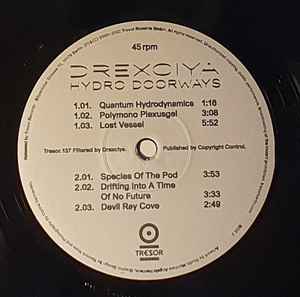 45 rpm
DREXCIYA
HYDRO DOORWAYS
1.01. Quantum Hydrodynamics 1:16
1.02. Polymono Plexusgel 3:08
1.03. Lost Vessel 5:52
Tresor 137 Filtered by Drexciya. Published by Copyright Control.
2.01. Species Of The Pod 3:53
2.02. Drifting Into A Time
Of No Future 3:33
2.03. Devil Ray Cove 2:49
TRESOR